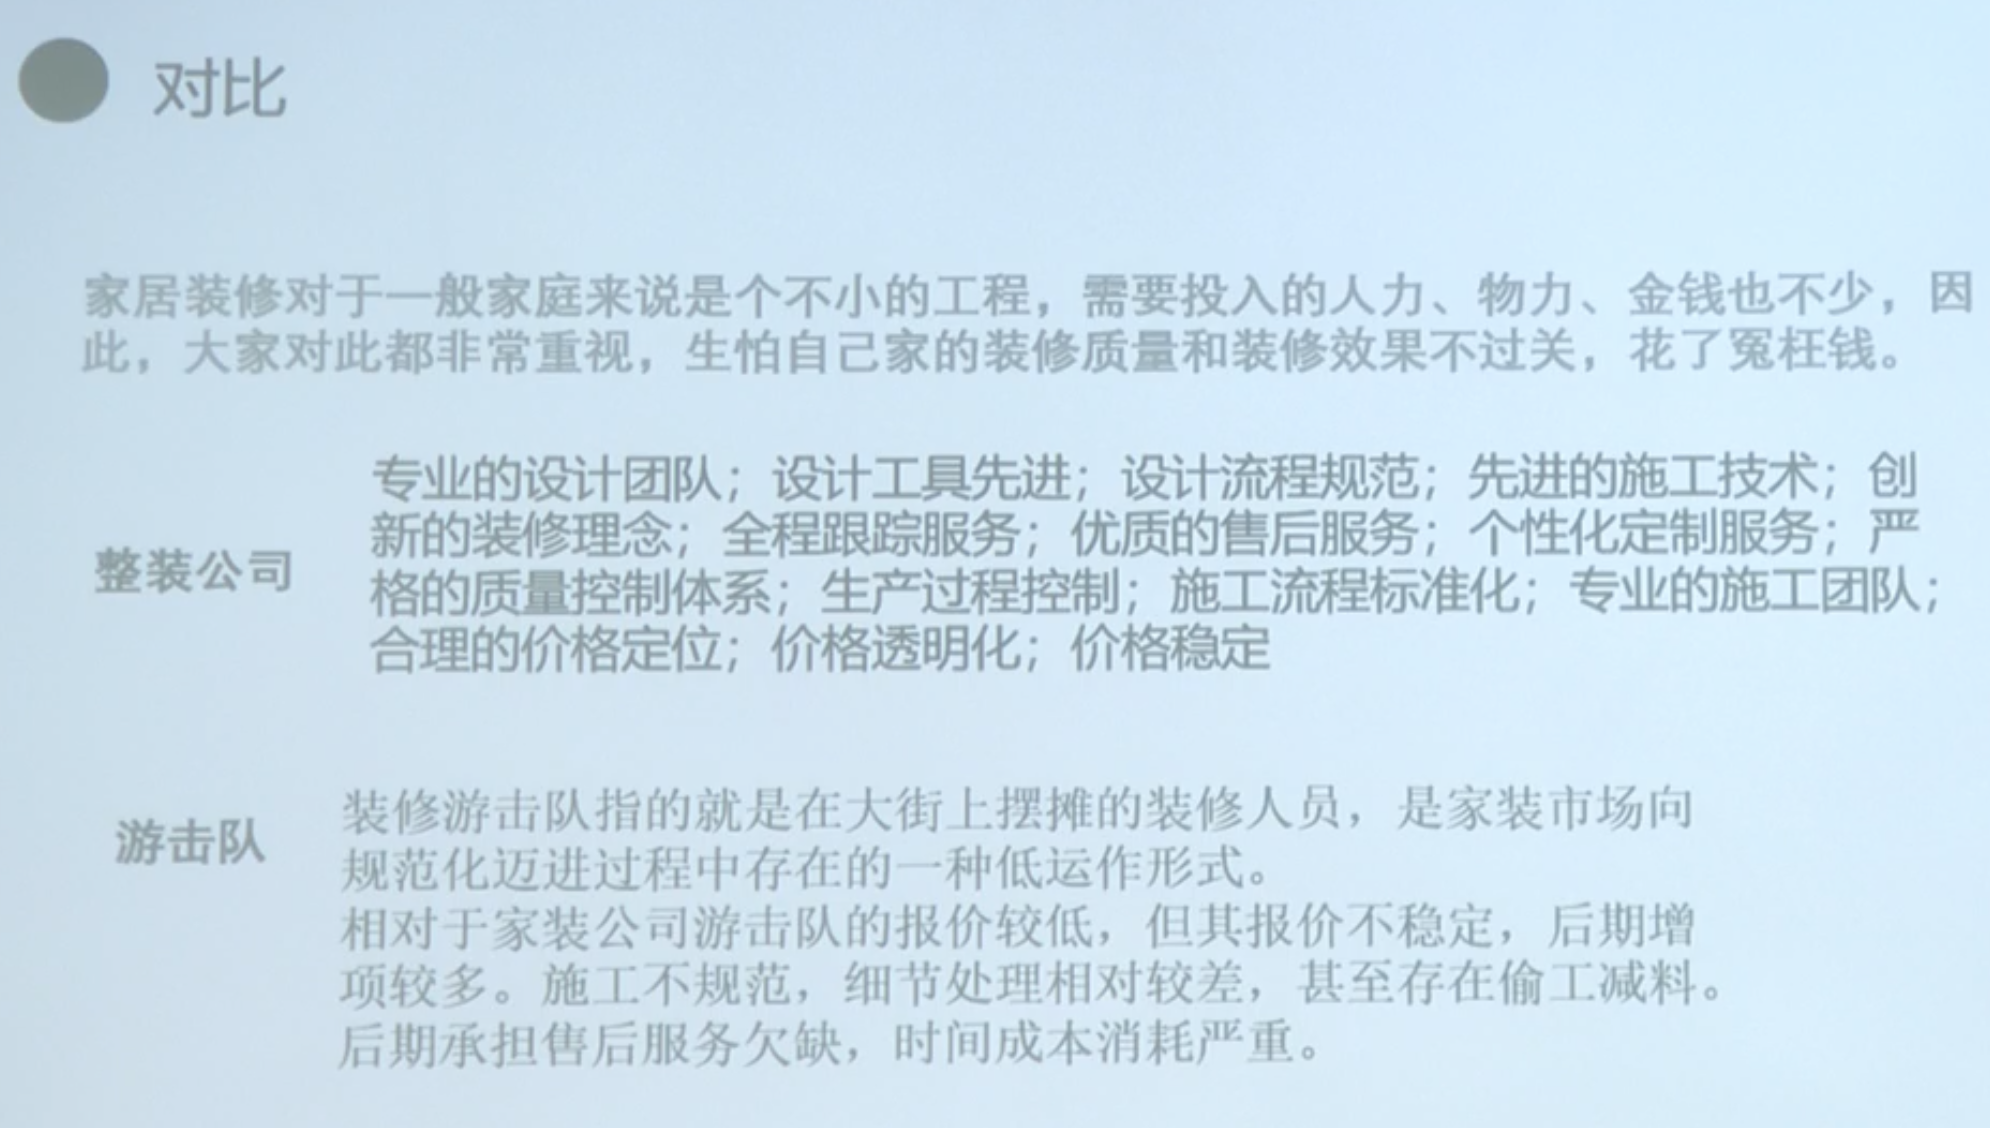 对比
家居装修对于一般家庭来说是个不小的工程，需要投入的人力、物力、金钱也不少，因
此，大家对此都非常重视，生怕自己家的装修质量和装修效果不过关，花了冤枉钱。
整装公司
专业的设计团队；设计工具先进；设计流程规范；先进的施工技术；创
新的装修理念；全程跟踪服务；优质的售后服务；个性化定制服务；严
格的质量控制体系；生产过程控制；施工流程标准化；专业的施工团队；
合理的价格定位；价格透明化；价格稳定
游击队
装修游击队指的就是在大街上摆摊的装修人员，是家装市场向
规范化迈进过程中存在的一种低运作形式。
相对于家装公司游击队的报价较低，但其报价不稳定，后期增
项较多。施工不规范，细节处理相对较差，甚至存在偷工减料。
后期承担售后服务欠缺，时间成本消耗严重。